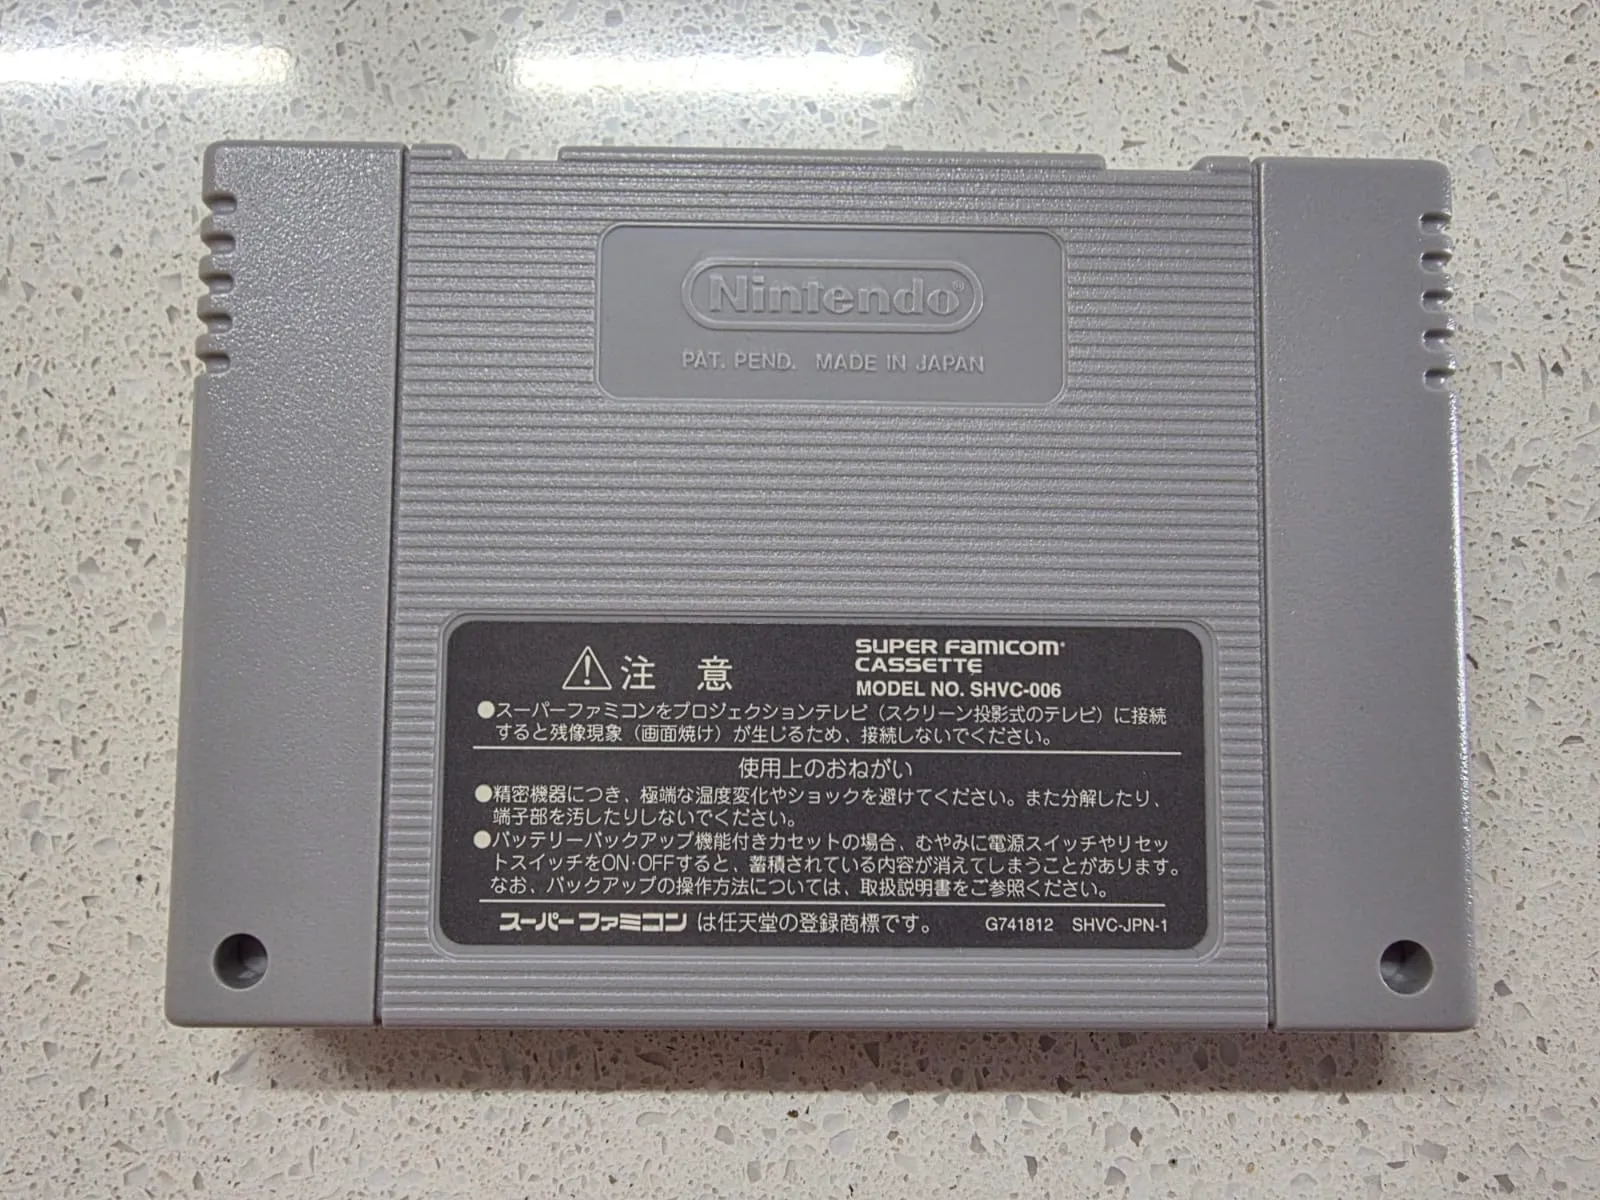 Nintendo®
PAT. PEND. MADE IN JAPAN
注 意
SUPER FAMICOM®
CASSETTE
MODEL NO. SHVC-006
●スーパーファミコンをプロジェクションテレビ（スクリーン投影式のテレビ）に接続
すると残像現象（画面焼け）が生じるため、接続しないでください。
使用上のおねがい
●精密機器につき、極端な温度変化やショックを避けてください。また分解したり、
端子部を汚したりしないでください。
●バッテリーバックアップ機能付きカセットの場合、むやみに電源スイッチやリセッ
トスイッチをON·OFFすると、蓄積されている内容が消えてしまうことがあります。
なお、バックアップの操作方法については、取扱説明書をご参照ください。
スーパーファミコン は任天堂の登録商標です。 G741812 SHVC-JPN-1